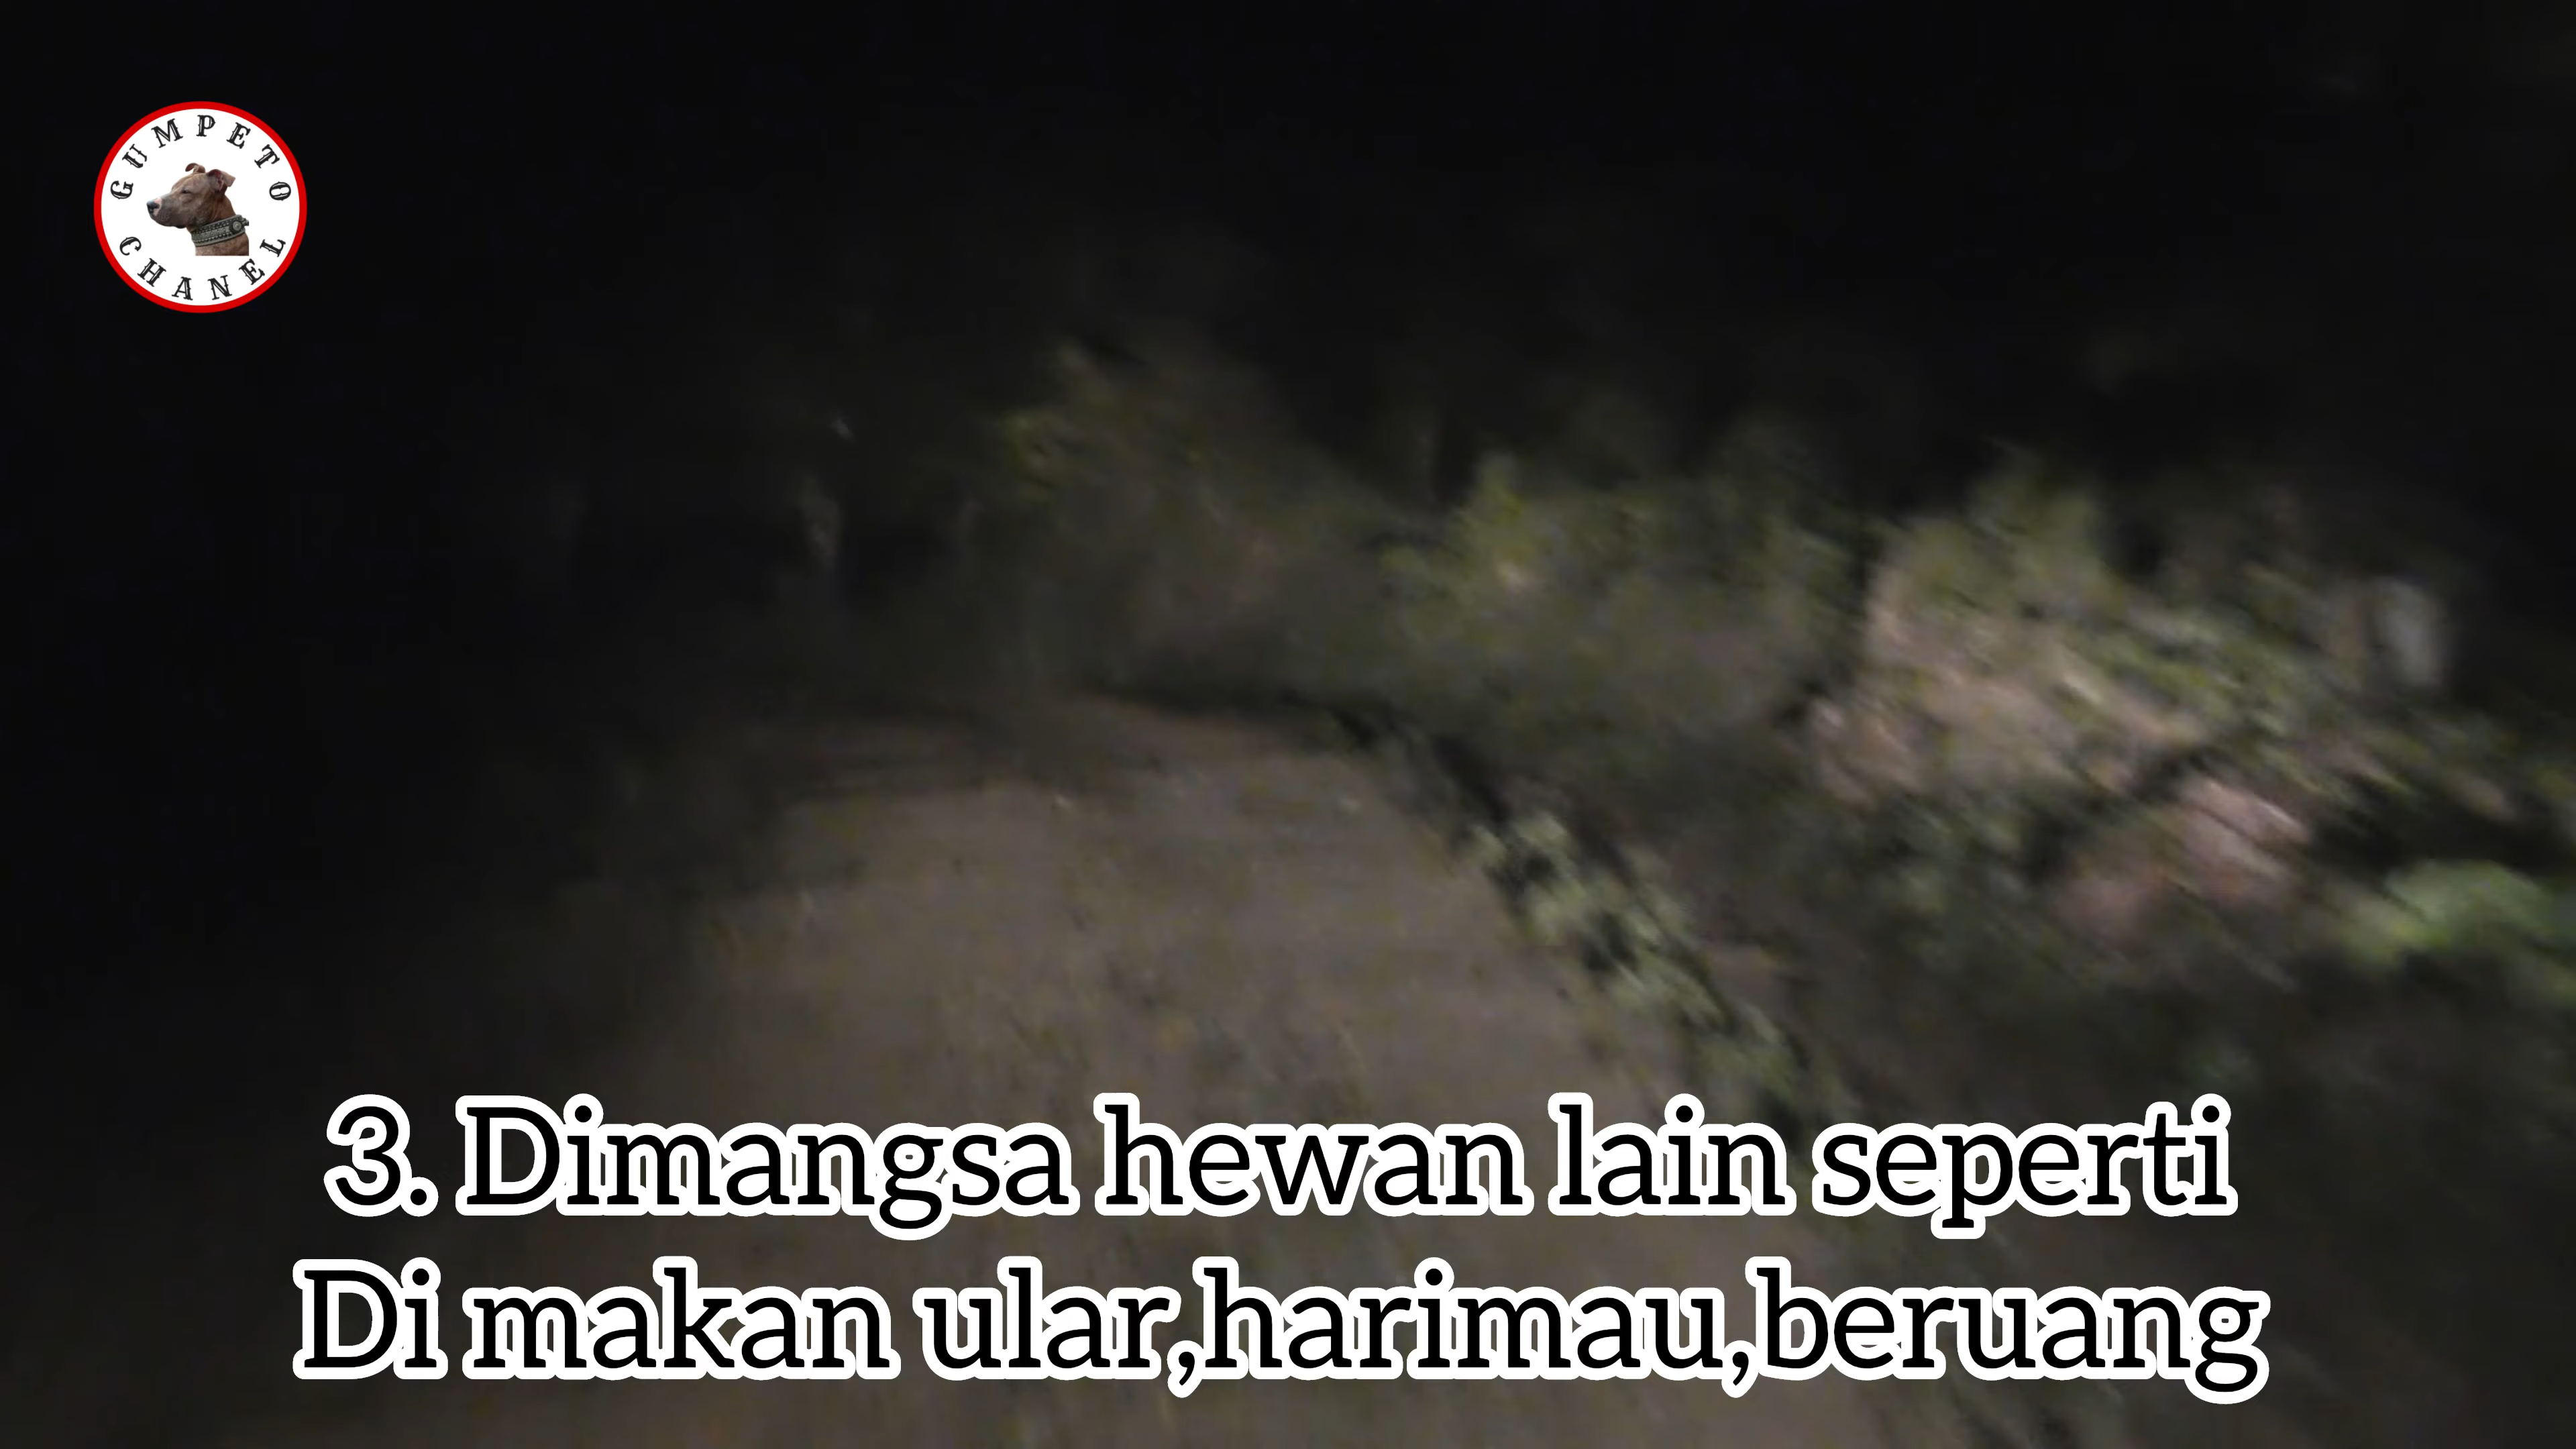 GUMPETO
CHANEL
3. Dimangsa hewan lain seperti
Di makan ular,harimau,beruang